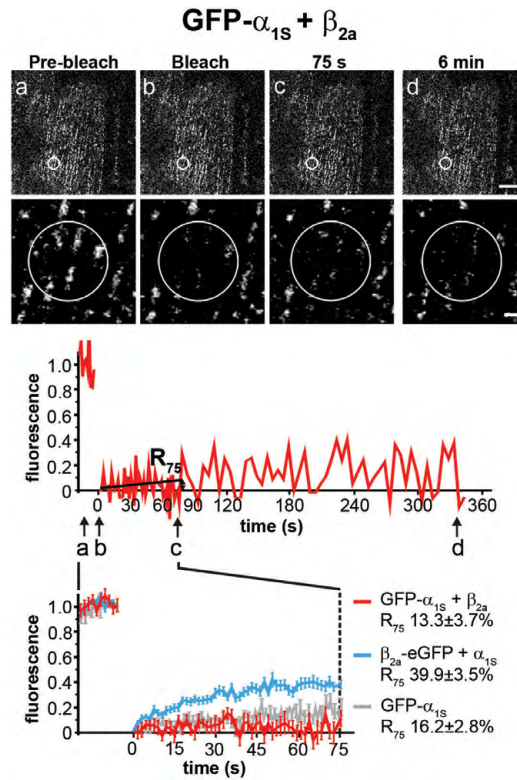 GFP-α1S + β2a
Pre-bleach Bleach 75 s 6 min
a b c d
fluorescence
1.0
0.8
0.6
0.4
0.2
0
R75
0 60 120 180 240 300 360
time (s)
a b c d
fluorescence
1.0
0.8
0.6
0.4
0.2
0
0 15 30 45 60 75
time (s)
GFP-α1S + β2a
R75 13.3±3.7%
β2a-eGFP + α1S
R75 39.9±3.5%
GFP-α1S
R75 16.2±2.8%